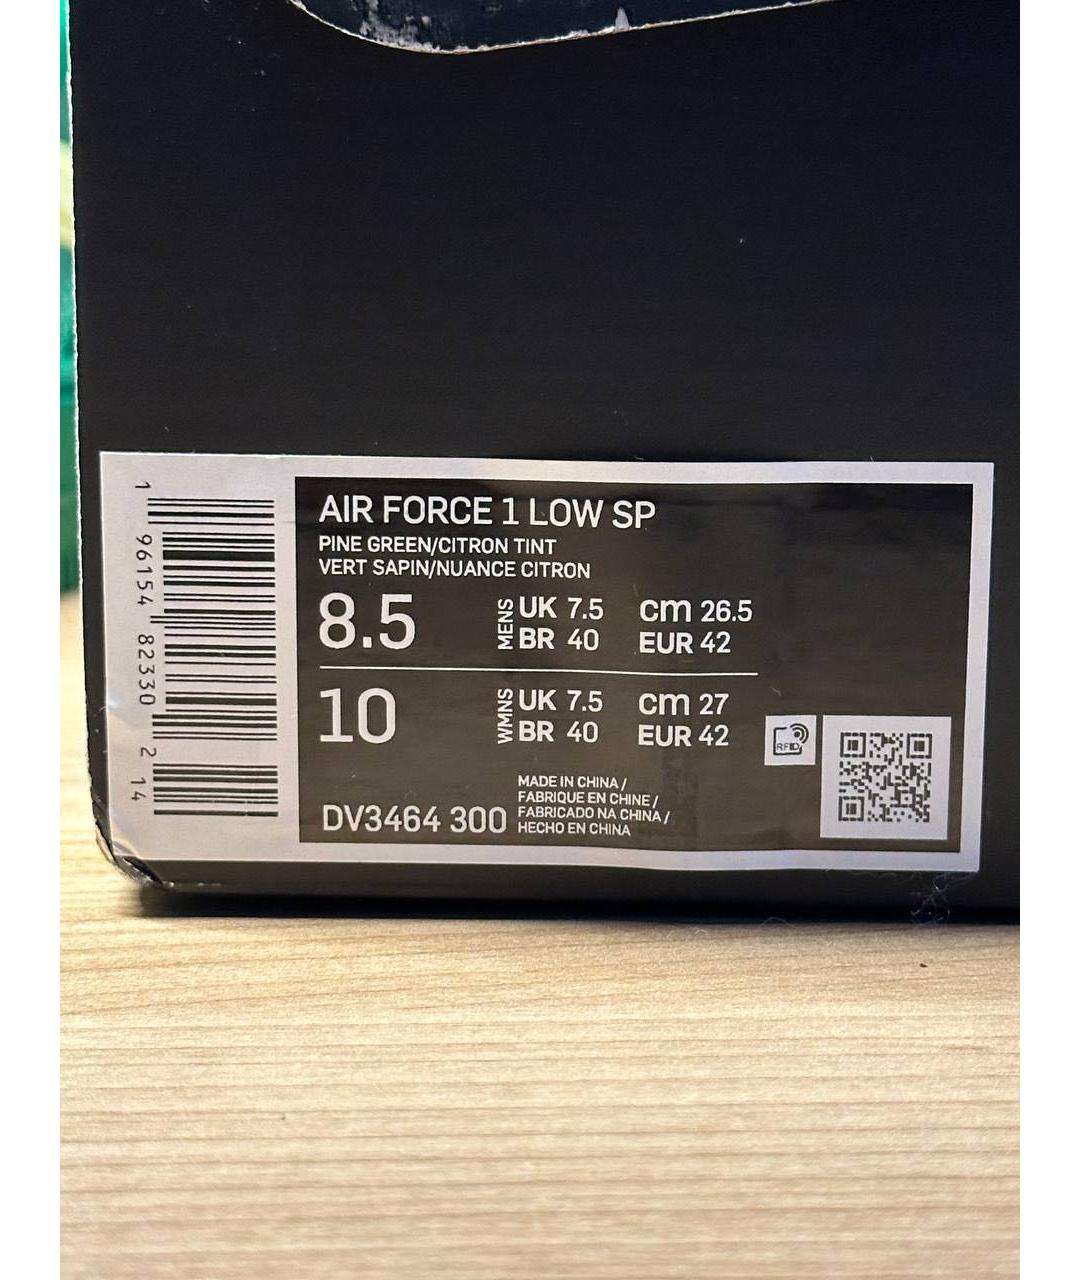 1 96154 82330 2 14
AIR FORCE 1 LOW SP
PINE GREEN/CITRON TINT
VERT SAPIN/NUANCE CITRON
8.5 MENS UK 7.5 cm 26.5
BR 40 EUR 42
10 WMNS UK 7.5 cm 27
BR 40 EUR 42
RFID
DV3464 300
MADE IN CHINA /
FABRIQUE EN CHINE /
FABRICADO NA CHINA /
HECHO EN CHINA